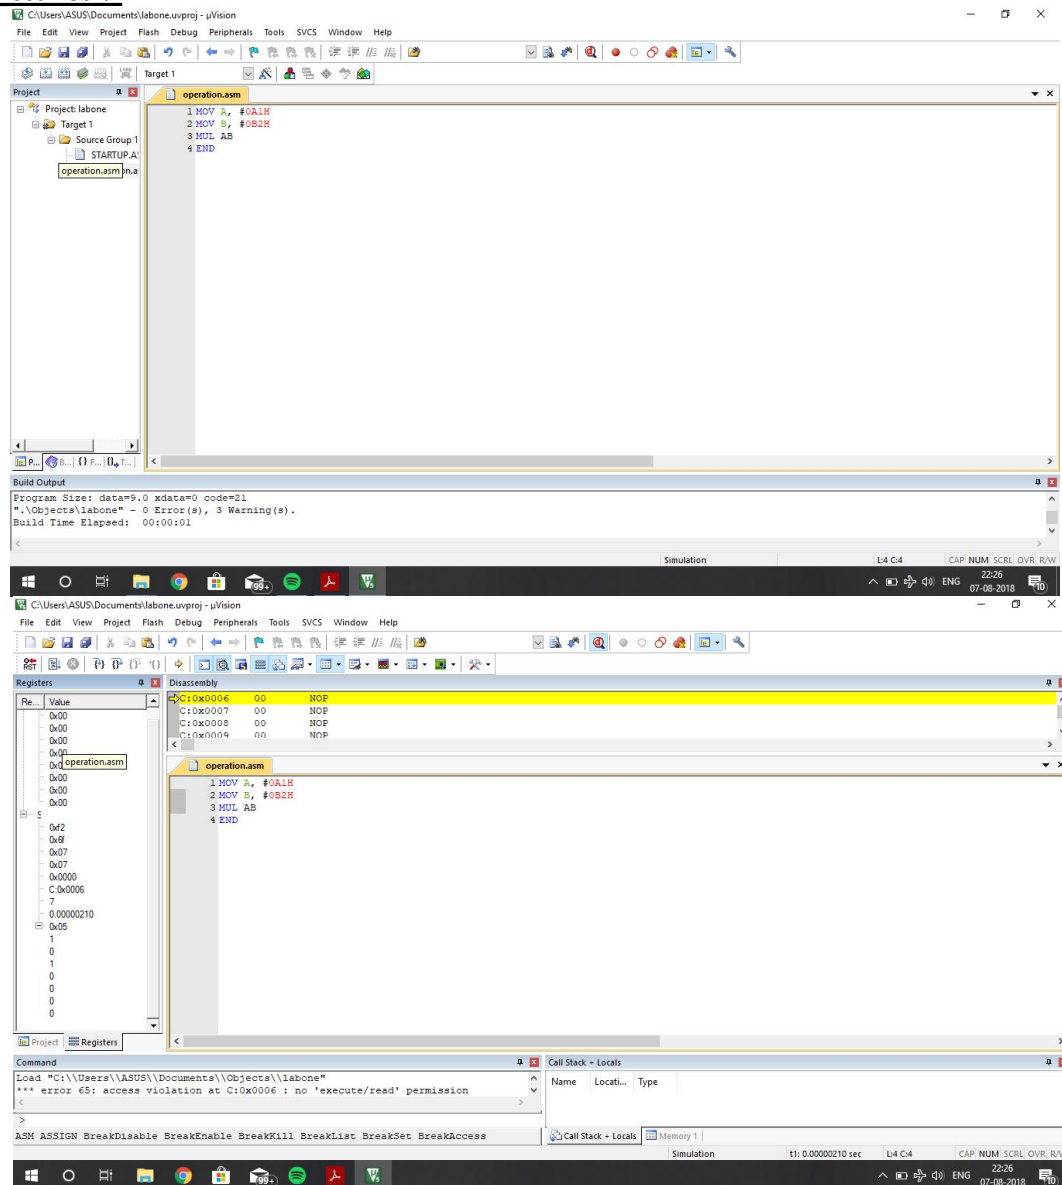 C:\Users\ASUS\Documents\labone.uvproj - µVision
File Edit View Project Flash Debug Peripherals Tools SVCS Window Help
Target 1
Project
operation.asm
Project: labone
Target 1
Source Group 1
STARTUP.A
operation.asm
1 MOV A, #0A1H
2 MOV B, #0B2H
3 MUL AB
4 END
P... B... {} F... T...
Build Output
Program Size: data=9.0 xdata=0 code=21
".\Objects\labone" - 0 Error(s), 3 Warning(s).
Build Time Elapsed: 00:00:01
Simulation L:4 C:4 CAP NUM SCRL OVR R/W
99+ ENG 22:26
07-08-2018 10
C:\Users\ASUS\Documents\labone.uvproj - µVision
File Edit View Project Flash Debug Peripherals Tools SVCS Window Help
RST
Registers
Re... Value
0x00
0x00
0x00
operation.asm
0x00
0x00
0x00
S
0xf2
0x6f
0x07
0x07
0x0000
C:0x0006
7
0.00000210
0x05
1
0
1
0
0
0
0
Project Registers
Disassembly
C:0x0006 00 NOP
C:0x0007 00 NOP
C:0x0008 00 NOP
C:0x0009 00 NOP
operation.asm
1 MOV A, #0A1H
2 MOV B, #0B2H
3 MUL AB
4 END
Command
Load "C:\\Users\\ASUS\\Documents\\Objects\\labone"
*** error 65: access violation at C:0x0006 : no 'execute/read' permission
>
ASM ASSIGN BreakDisable BreakEnable BreakKill BreakList BreakSet BreakAccess
Call Stack + Locals
Name Locati... Type
Call Stack + Locals Memory 1
Simulation t1: 0.00000210 sec L:4 C:4 CAP NUM SCRL OVR R/
99+ ENG 22:26
07-08-2018 10